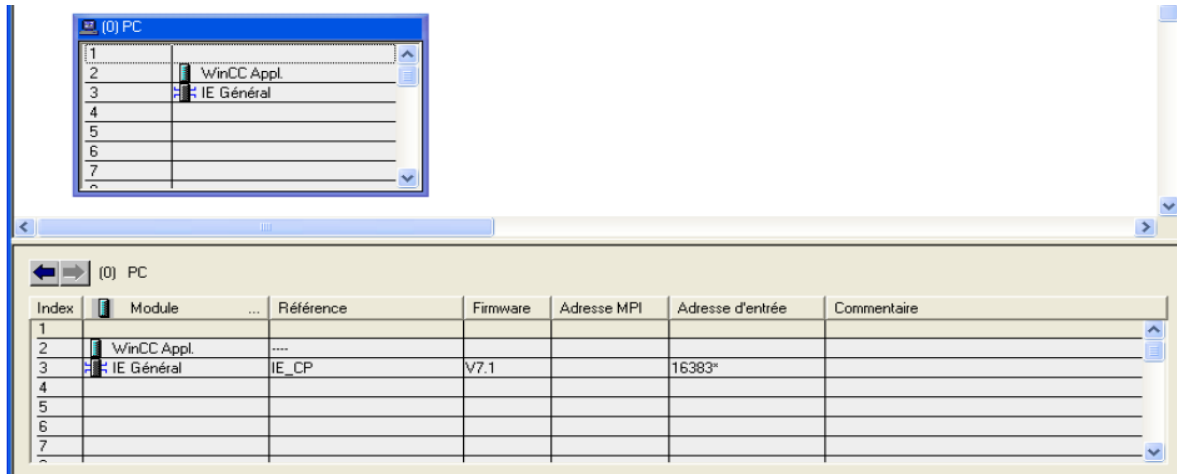 (0) PC
1
2 WinCC Appl.
3 IE Général
4
5
6
7
(0) PC
Index Module ... Référence Firmware Adresse MPI Adresse d'entrée Commentaire
1
2 WinCC Appl. ----
3 IE Général IE_CP V7.1 16383*
4
5
6
7